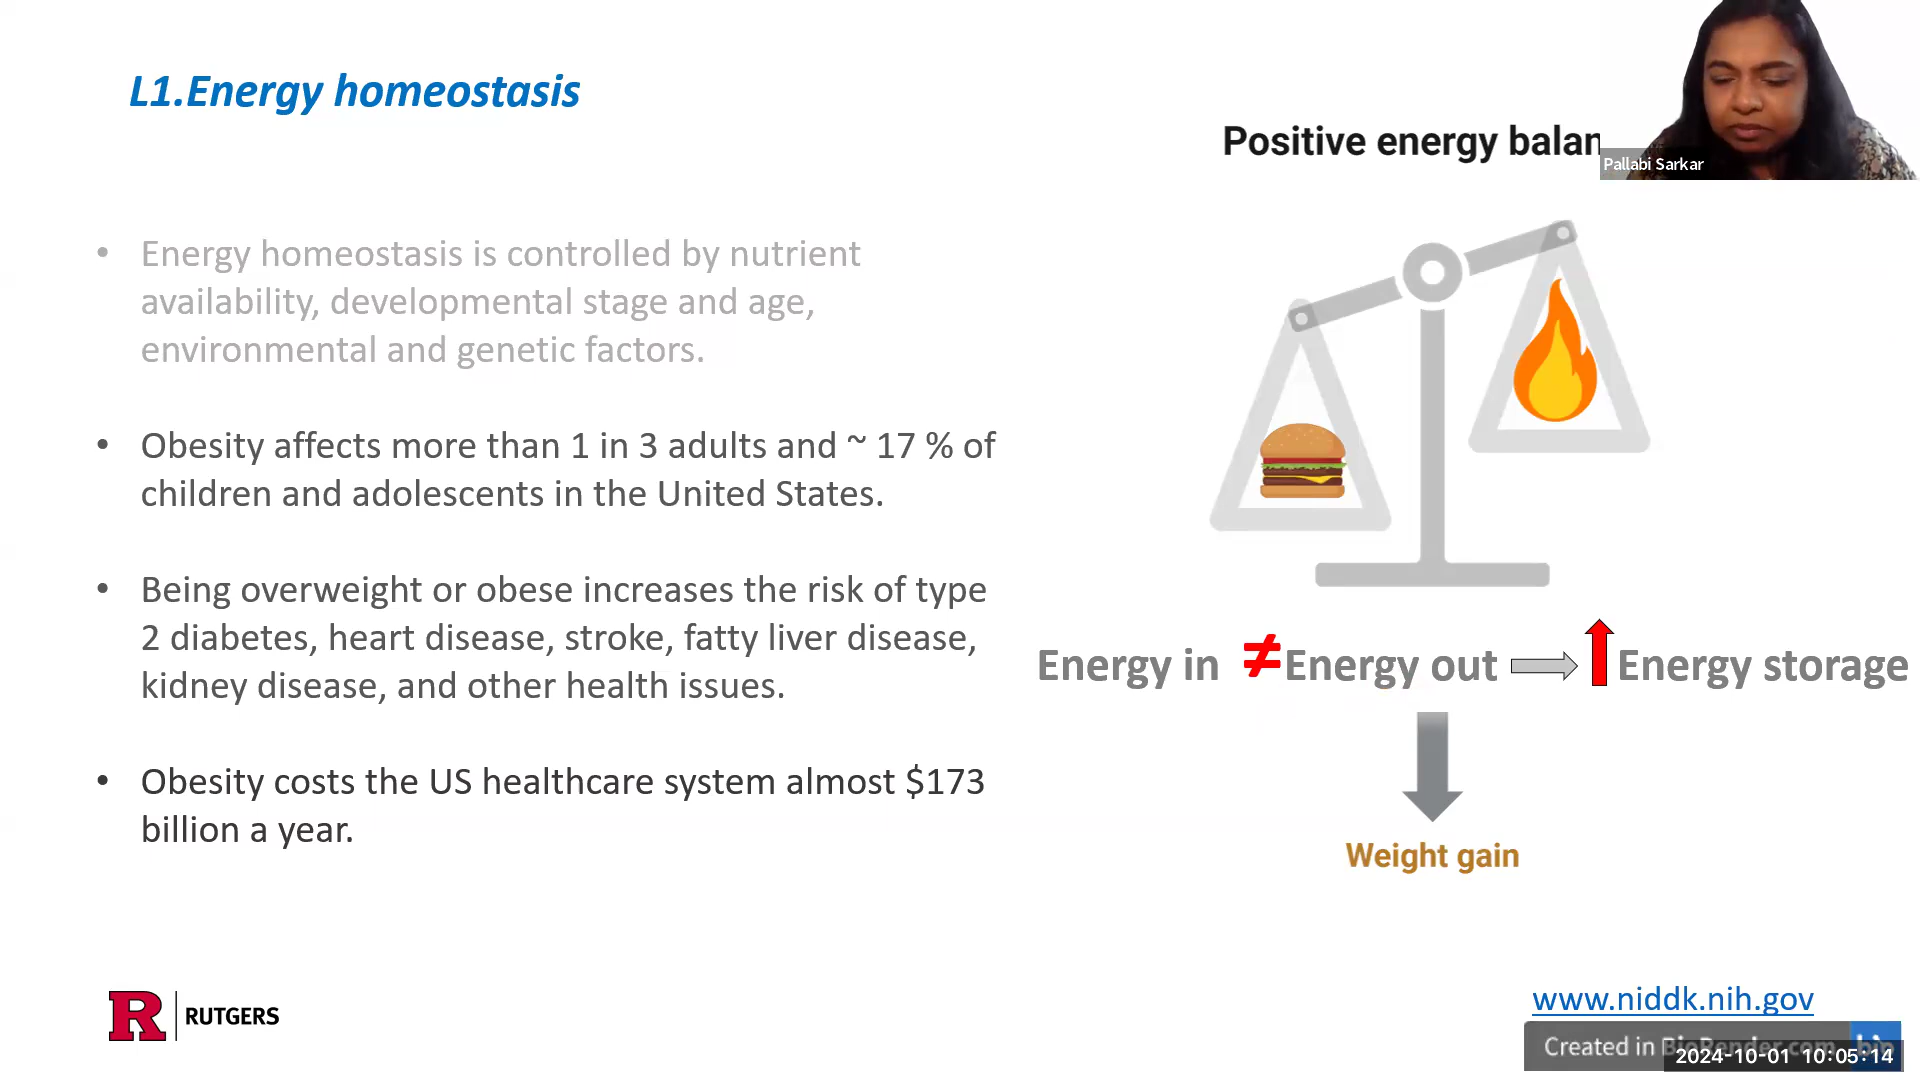 L1.Energy homeostasis
Positive energy balan
Pallabi Sarkar
• Energy homeostasis is controlled by nutrient
availability, developmental stage and age,
environmental and genetic factors.
• Obesity affects more than 1 in 3 adults and ~ 17 % of
children and adolescents in the United States.
• Being overweight or obese increases the risk of type
2 diabetes, heart disease, stroke, fatty liver disease,
kidney disease, and other health issues.
• Obesity costs the US healthcare system almost $173
billion a year.
Energy in ≠ Energy out → ↑ Energy storage
Weight gain
R RUTGERS
www.niddk.nih.gov
Created in BioRender.com
2024-10-01 10:05:14